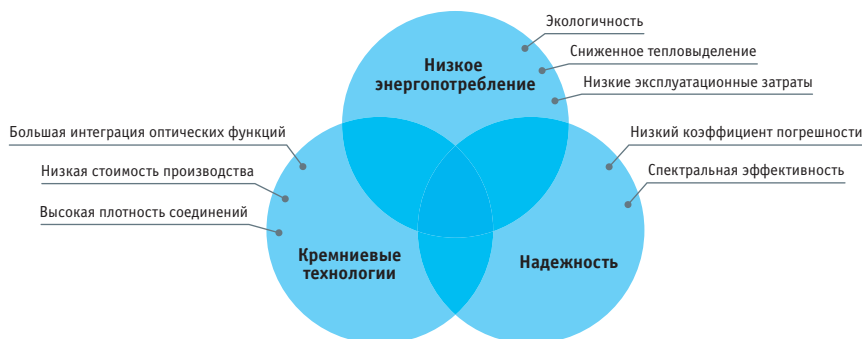 Экологичность
Сниженное тепловыделение
Низкие эксплуатационные затраты
Низкое
энергопотребление
Большая интеграция оптических функций
Низкая стоимость производства
Высокая плотность соединений
Низкий коэффициент погрешности
Спектральная эффективность
Кремниевые
технологии
Надежность